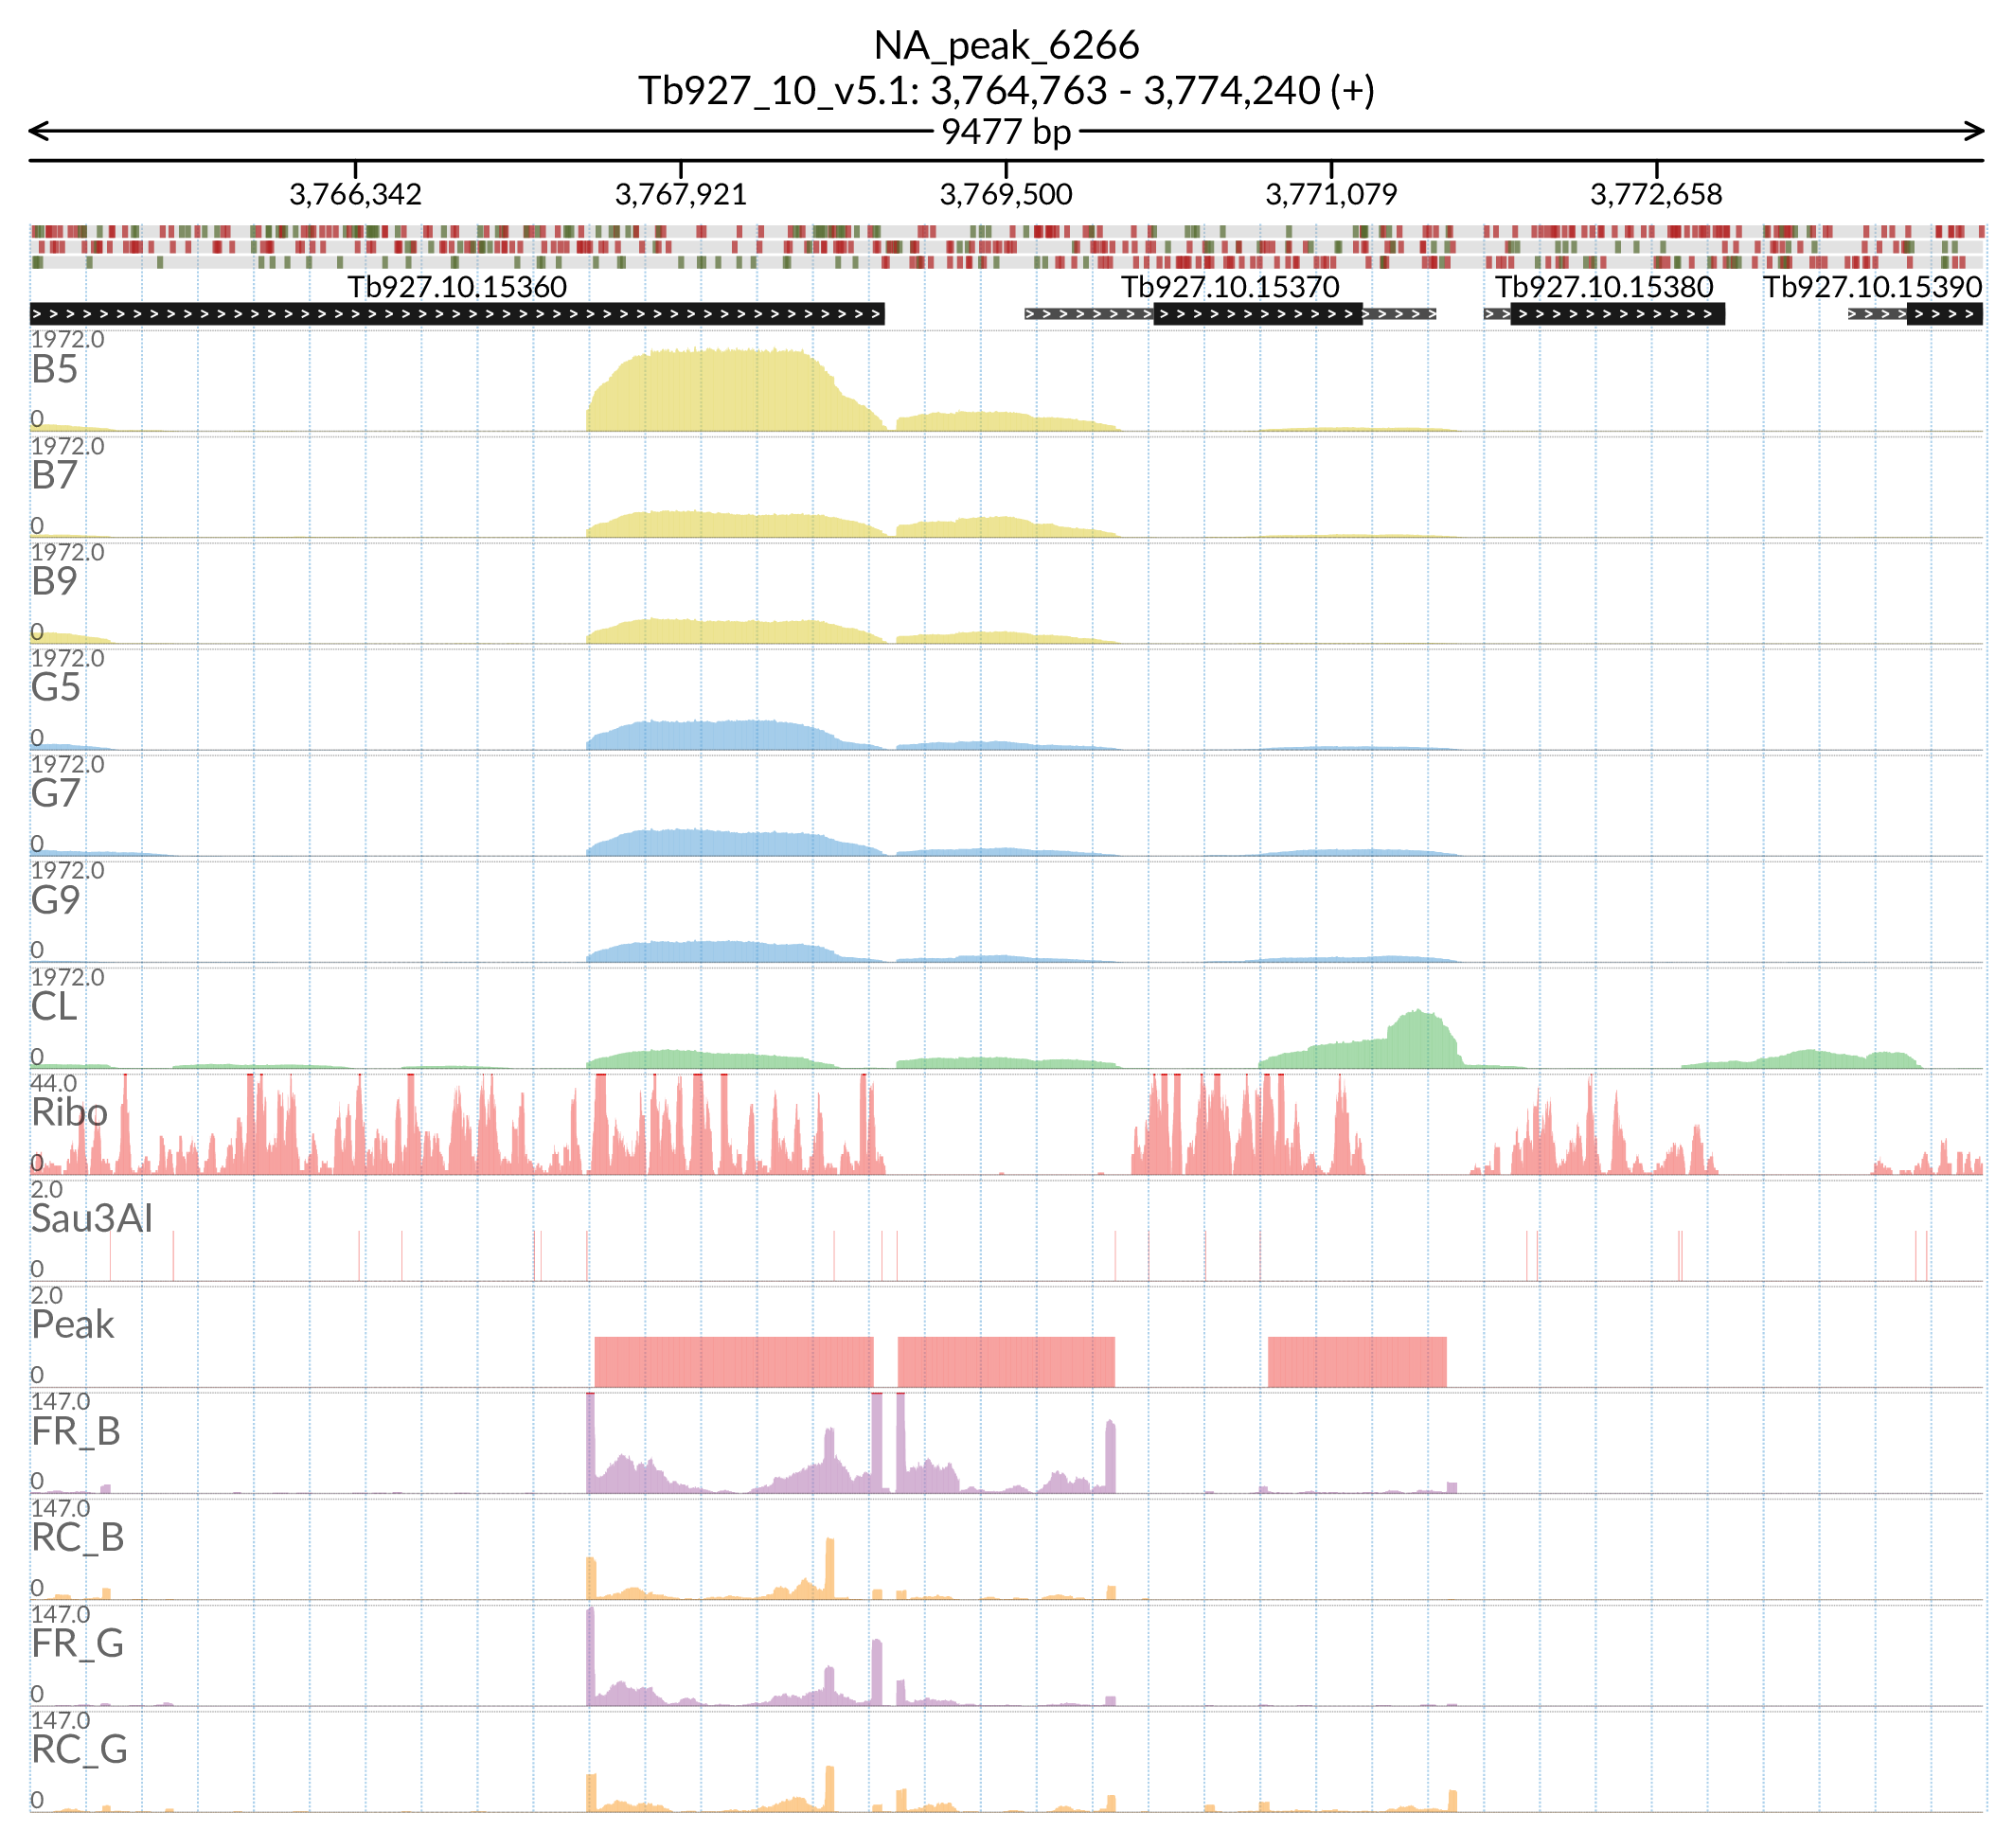 NA_peak_6266
Tb927_10_v5.1: 3,764,763 - 3,774,240 (+)
9477 bp
3,766,342 3,767,921 3,769,500 3,771,079 3,772,658
Tb927.10.15360 Tb927.10.15370 Tb927.10.15380 Tb927.10.15390
1972.0
B5
0
1972.0
B7
0
1972.0
B9
0
1972.0
G5
0
1972.0
G7
0
1972.0
G9
0
1972.0
CL
0
44.0
Ribo
0
2.0
Sau3AI
0
2.0
Peak
0
147.0
FR_B
0
147.0
RC_B
0
147.0
FR_G
0
147.0
RC_G
0